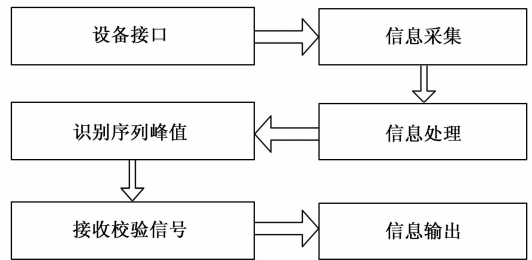 设备接口
信息采集
信息处理
识别序列峰值
接收校验信号
信息输出